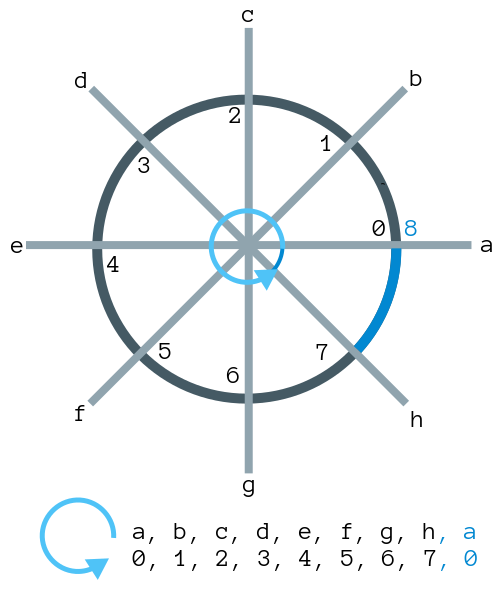 c
d
b
2
1
3
0 8
e
a
4
5
7
6
f
h
g
a, b, c, d, e, f, g, h, a
0, 1, 2, 3, 4, 5, 6, 7, 0